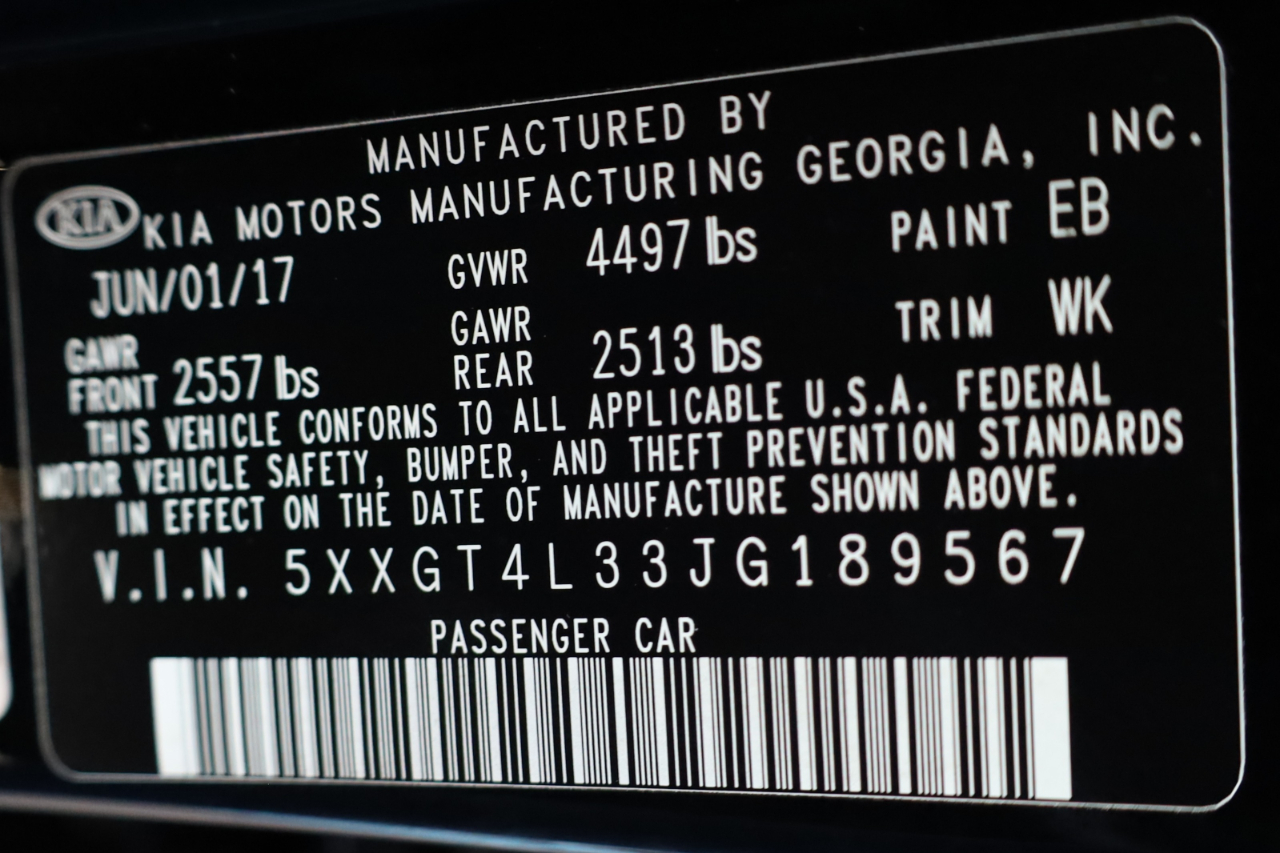 MANUFACTURED BY
KIA KIA MOTORS MANUFACTURING GEORGIA, INC.
JUN/01/17 GVWR 4497 lbs PAINT EB
GAWR FRONT 2557 lbs GAWR REAR 2513 lbs TRIM WK
THIS VEHICLE CONFORMS TO ALL APPLICABLE U.S.A. FEDERAL
MOTOR VEHICLE SAFETY, BUMPER, AND THEFT PREVENTION STANDARDS
IN EFFECT ON THE DATE OF MANUFACTURE SHOWN ABOVE.
V.I.N. 5XXGT4L33JG189567
PASSENGER CAR